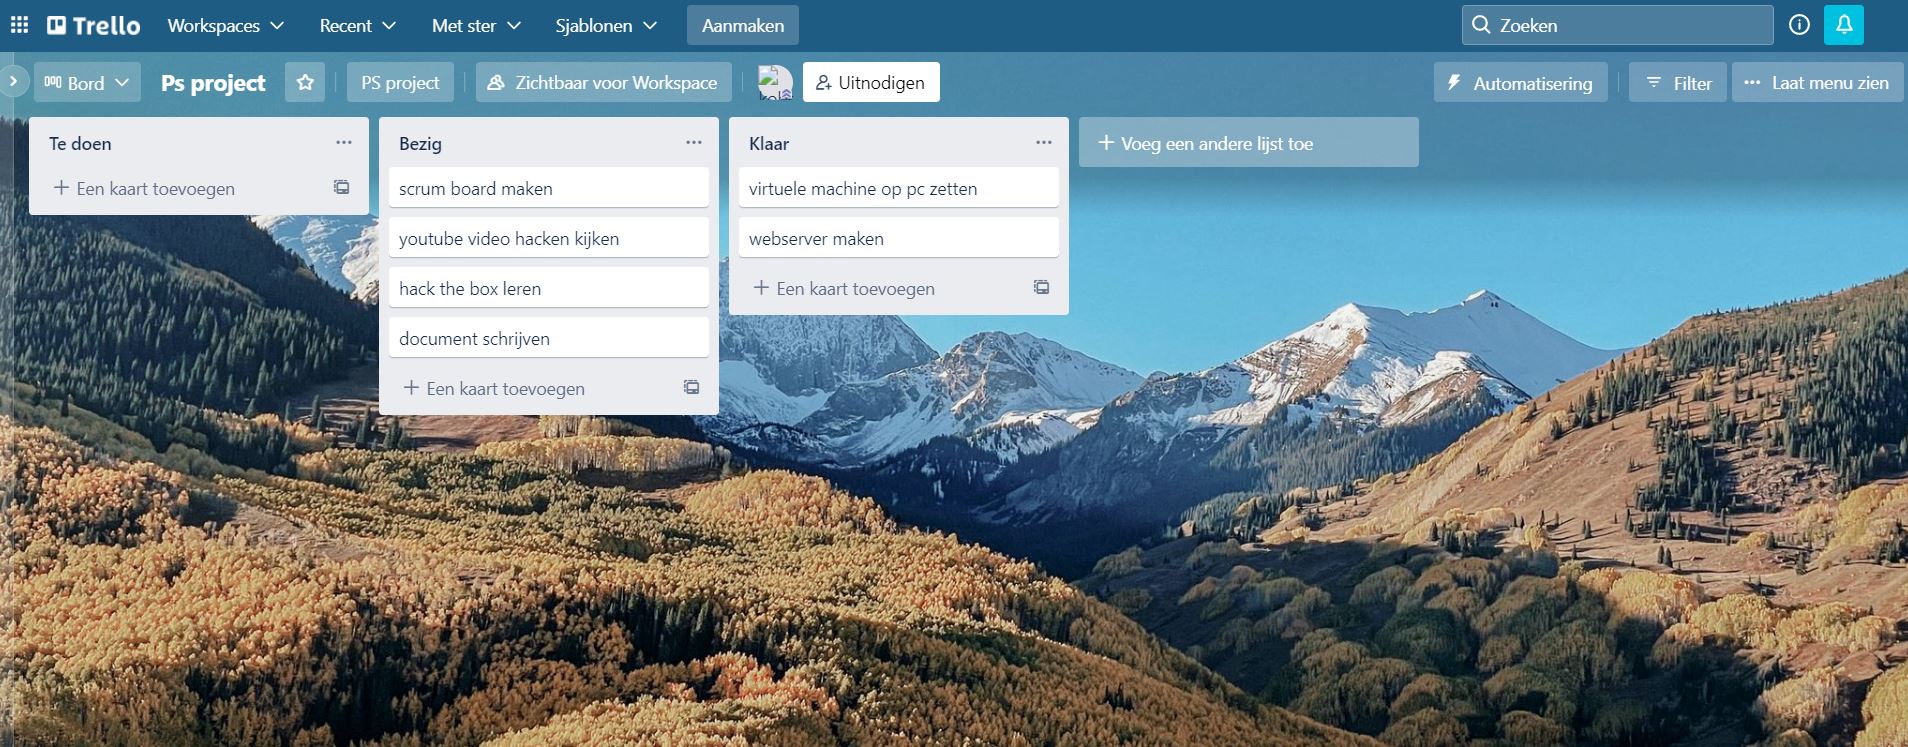 Trello Workspaces Recent Met ster Sjablonen Aanmaken Zoeken
Bord Ps project PS project Zichtbaar voor Workspace Uitnodigen Automatisering Filter Laat menu zien
Te doen
Een kaart toevoegen
Bezig
scrum board maken
youtube video hacken kijken
hack the box leren
document schrijven
Een kaart toevoegen
Klaar
virtuele machine op pc zetten
webserver maken
Een kaart toevoegen
Voeg een andere lijst toe